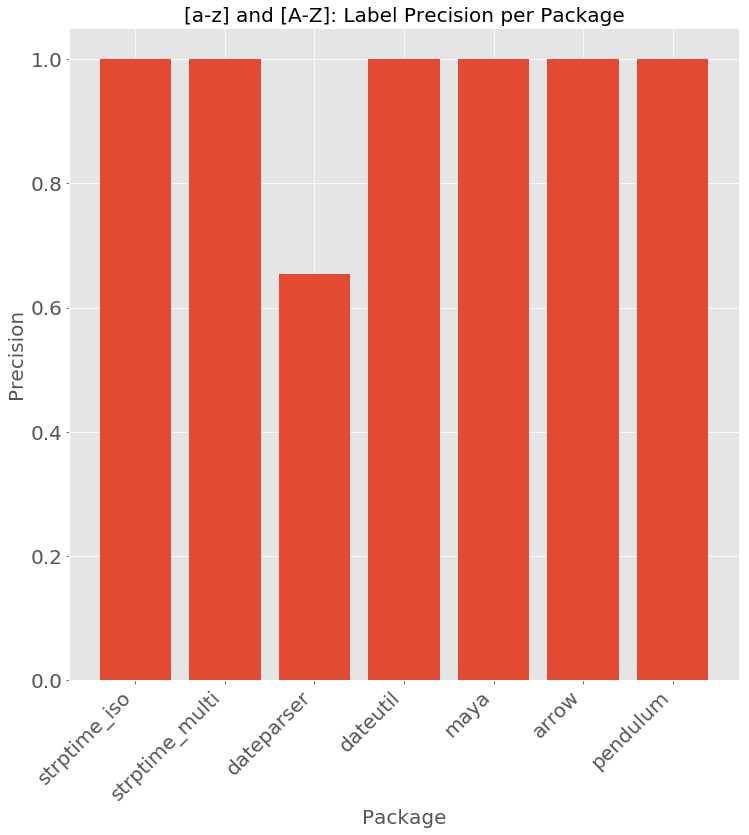 [a-z] and [A-Z]: Label Precision per Package
1.0
0.8
0.6
0.4
0.2
0.0
Precision
strptime_iso
strptime_multi
dateparser
dateutil
maya
arrow
pendulum
Package